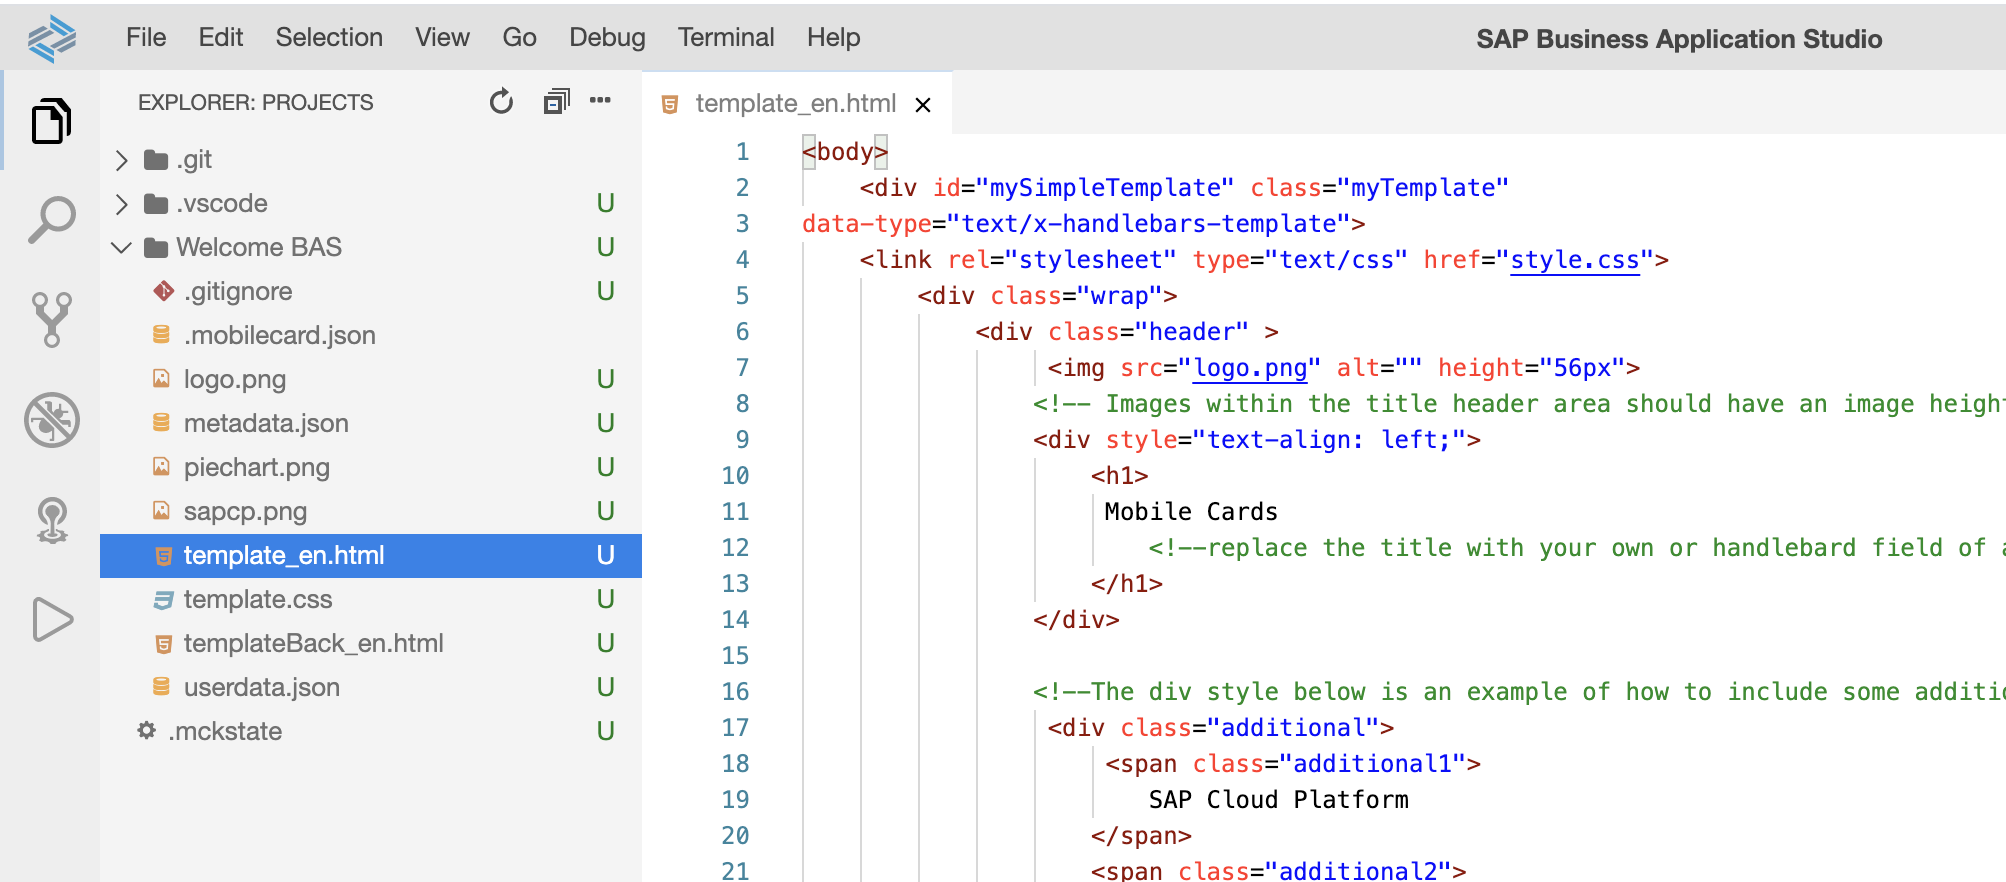 File Edit Selection View Go Debug Terminal Help SAP Business Application Studio
EXPLORER: PROJECTS
.git
.vscode U
Welcome BAS U
.gitignore U
.mobilecard.json
logo.png U
metadata.json U
piechart.png U
sapcp.png U
template_en.html U
template.css U
templateBack_en.html U
userdata.json U
.mckstate U
template_en.html
1 <body>
2 <div id="mySimpleTemplate" class="myTemplate"
3 data-type="text/x-handlebars-template">
4 <link rel="stylesheet" type="text/css" href="style.css">
5 <div class="wrap">
6 <div class="header" >
7 <img src="logo.png" alt="" height="56px">
8 <!-- Images within the title header area should have an image
9 <div style="text-align: left;">
10 <h1>
11 Mobile Cards
12 <!--replace the title with your own or handlebard field of
13 </h1>
14 </div>
15
16 <!--The div style below is an example of how to include some
17 <div class="additional">
18 <span class="additional1">
19 SAP Cloud Platform
20 </span>
21 <span class="additional2">